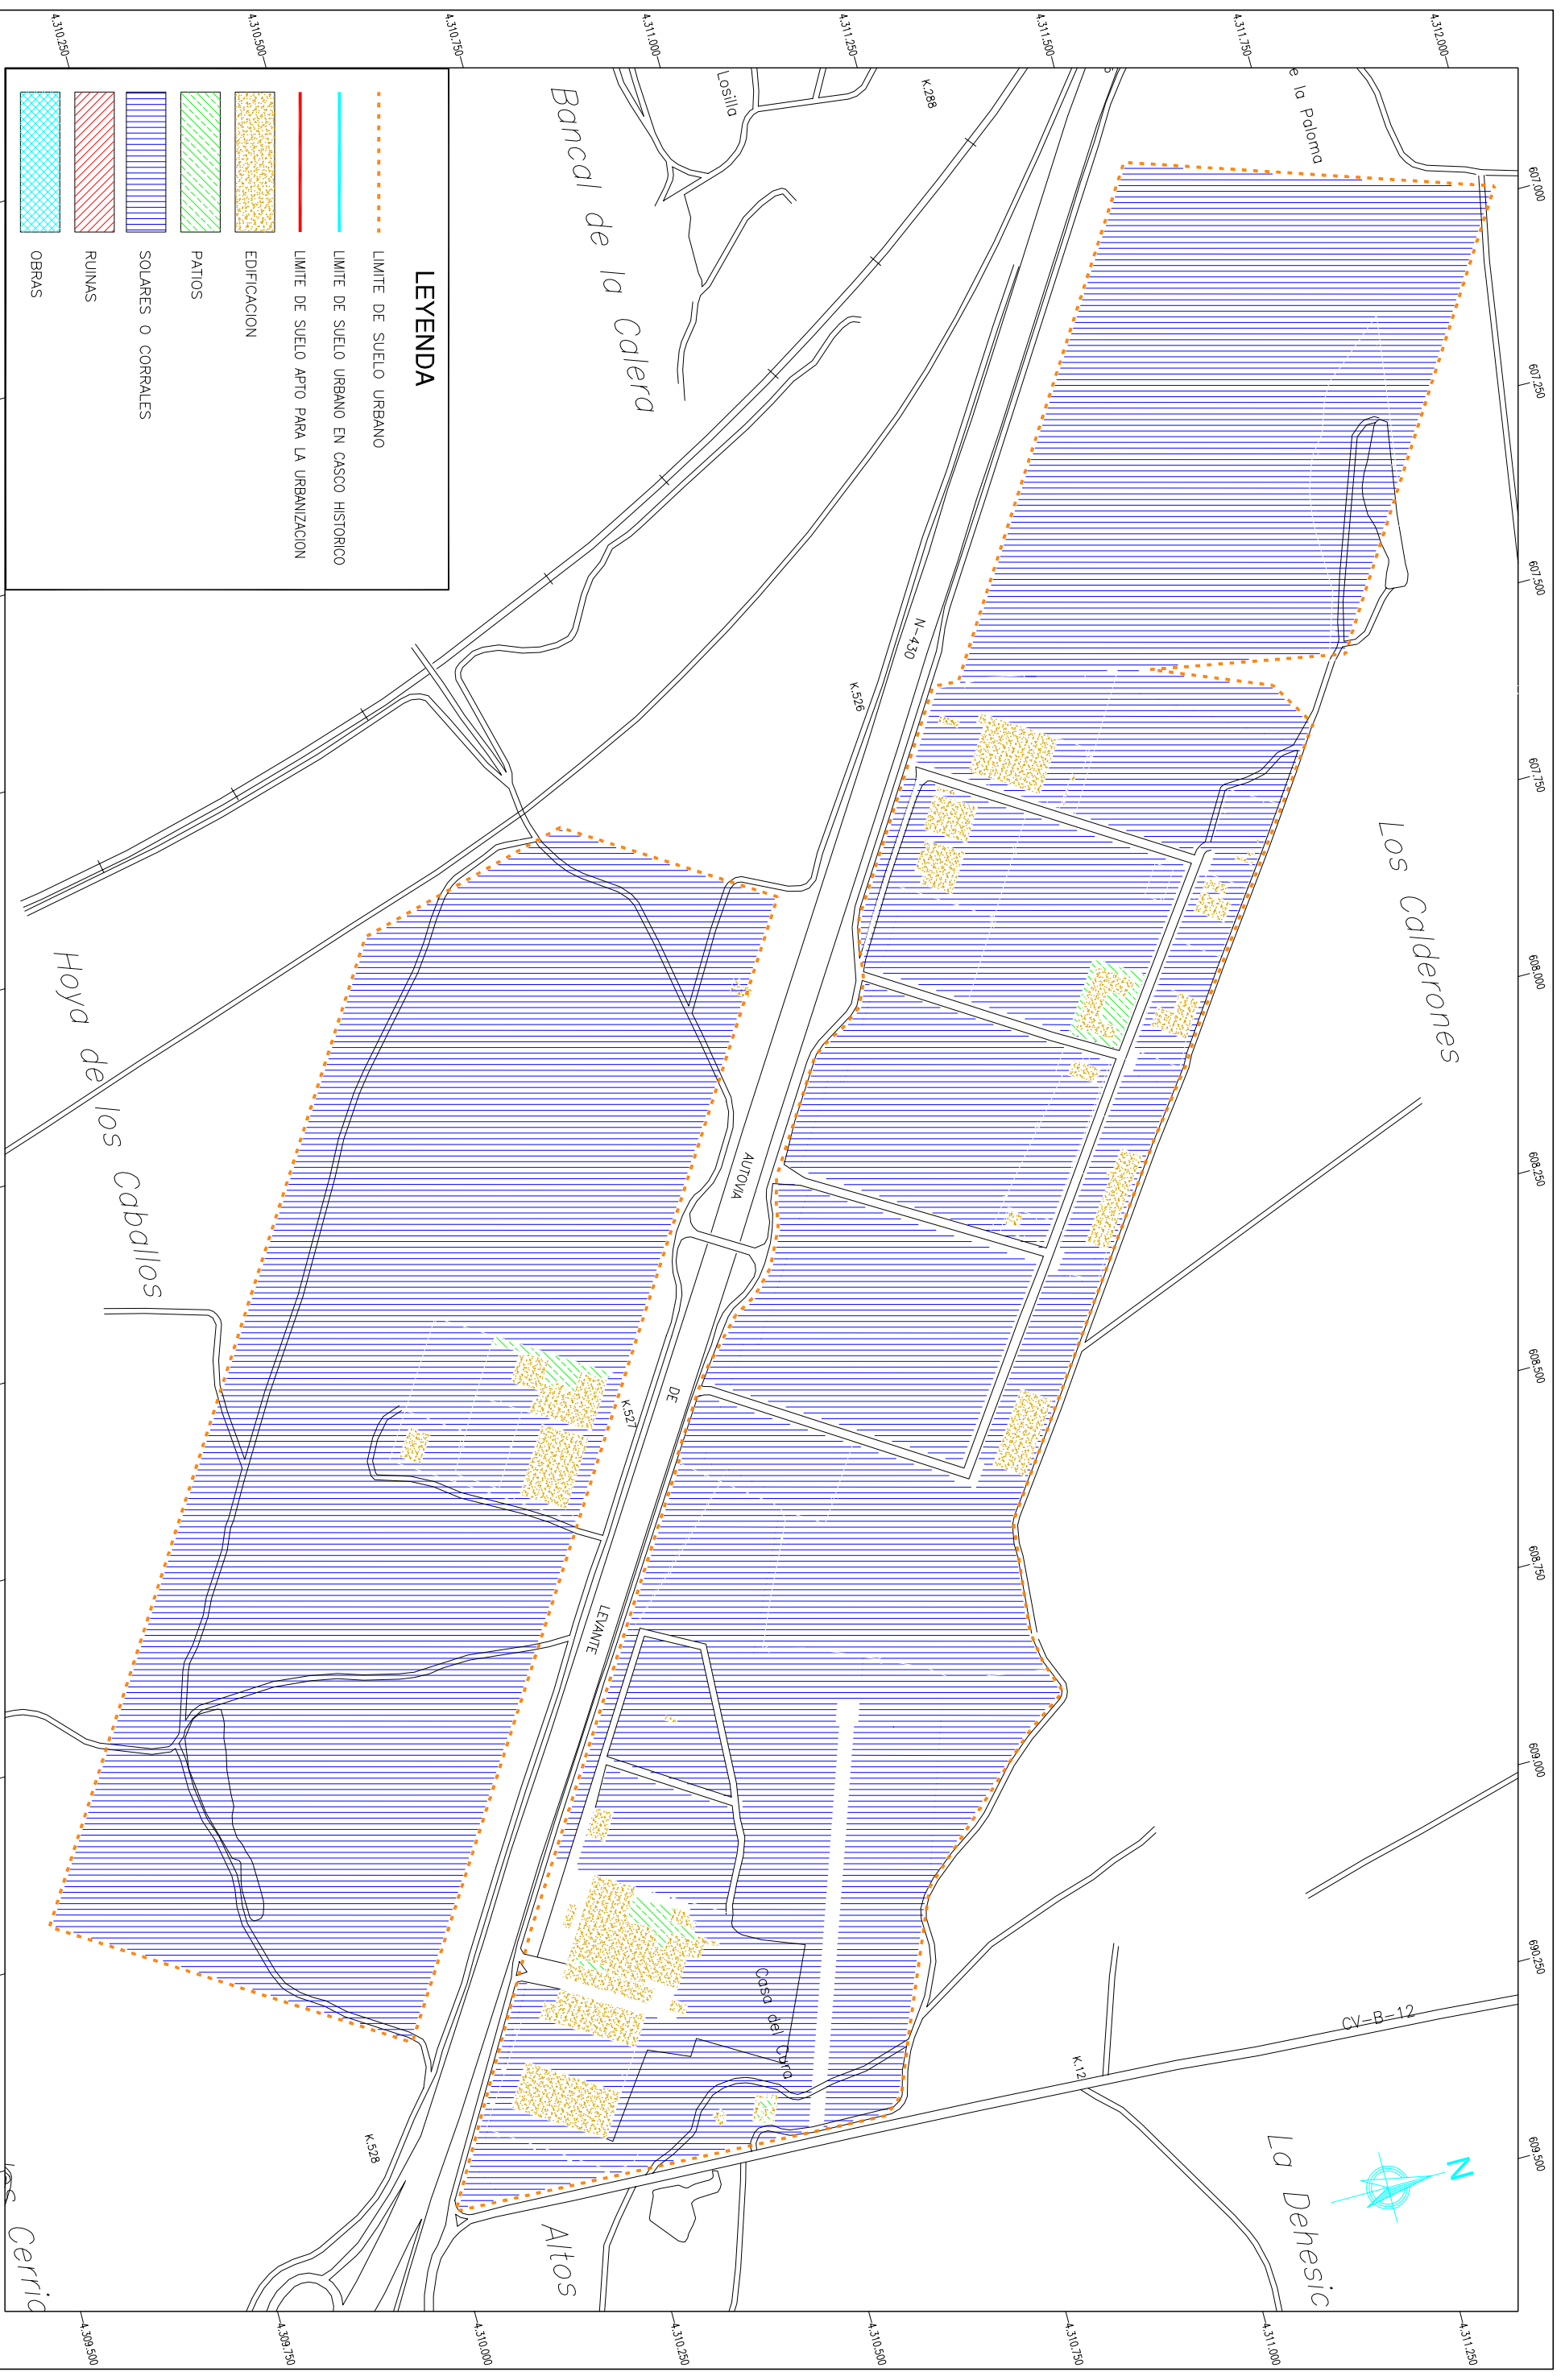 4.310.250
4.310.500
4.310.750
4.311.000
4.311.250
4.311.500
4.311.750
4.312.000
607.000
607.250
607.500
607.750
608.000
608.250
608.500
608.750
609.000
690.250
609.500
4.309.500
4.309.750
4.310.000
4.310.250
4.310.500
4.310.750
4.311.000
4.311.250
LEYENDA
LIMITE DE SUELO URBANO
LIMITE DE SUELO URBANO EN CASCO HISTORICO
LIMITE DE SUELO APTO PARA LA URBANIZACION
EDIFICACION
PATIOS
SOLARES O CORRALES
RUINAS
OBRAS
e la Paloma
K.288
Losilla
Bancal de la Calera
N-430
K.526
Los Calderones
Hoya de los Caballos
AUTOVIA
DE
LEVANTE
K.527
Casa del Cura
CV-B-12
K.12
K.528
Altos
La Dehesic
N
os Cerric